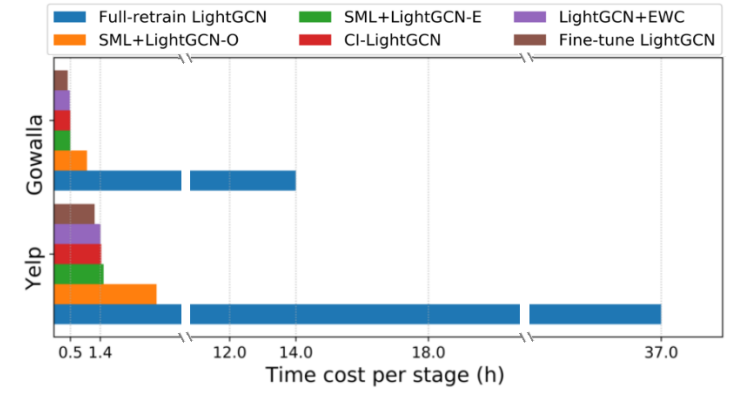 Full-retrain LightGCN SML+LightGCN-E LightGCN+EWC
SML+LightGCN-O CI-LightGCN Fine-tune LightGCN
Gowalla
Yelp
0.5 1.4 12.0 14.0 18.0 37.0
Time cost per stage (h)